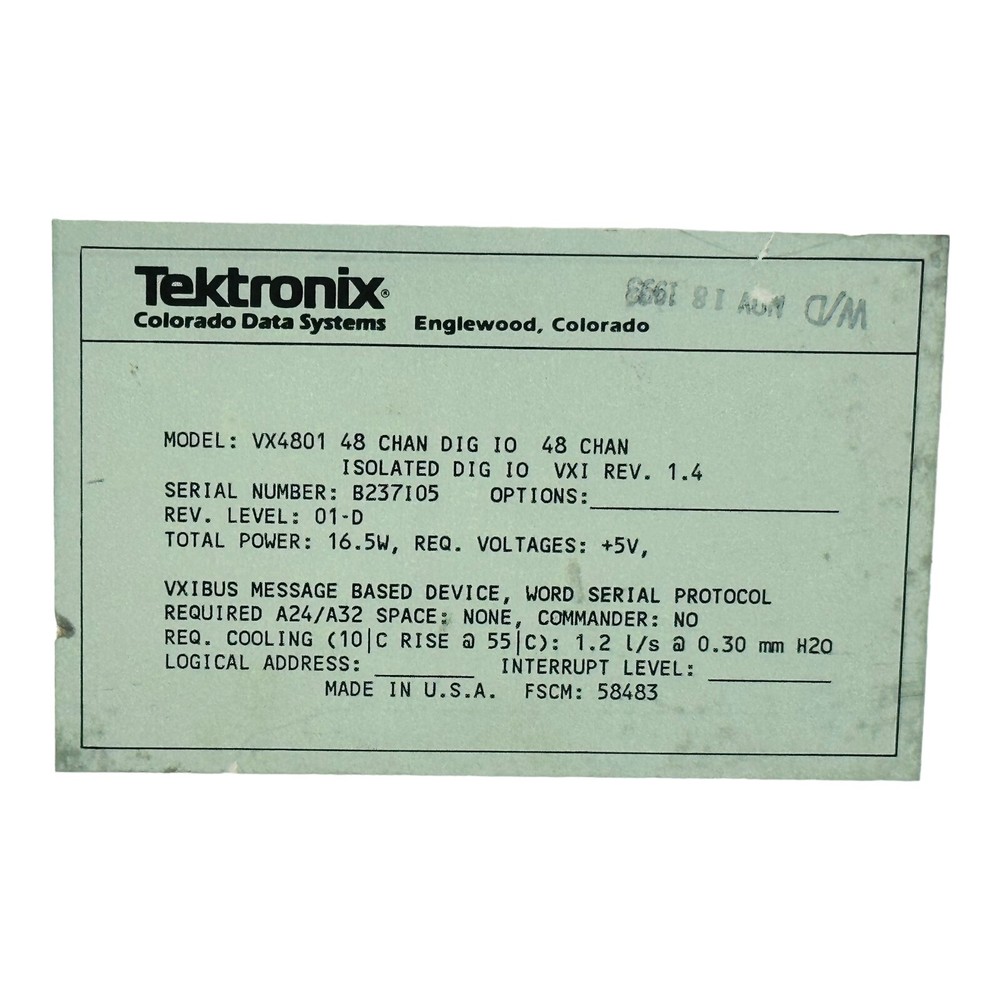 Tektronix®
Colorado Data Systems Englewood, Colorado
W/D NOV 18 1993
MODEL: VX4801 48 CHAN DIG IO 48 CHAN
ISOLATED DIG IO VXI REV. 1.4
SERIAL NUMBER: B237105 OPTIONS:
REV. LEVEL: 01-D
TOTAL POWER: 16.5W, REQ. VOLTAGES: +5V,
VXIBUS MESSAGE BASED DEVICE, WORD SERIAL PROTOCOL
REQUIRED A24/A32 SPACE: NONE, COMMANDER: NO
REQ. COOLING (10|C RISE @ 55|C): 1.2 l/s @ 0.30 mm H2O
LOGICAL ADDRESS: INTERRUPT LEVEL:
MADE IN U.S.A. FSCM: 58483